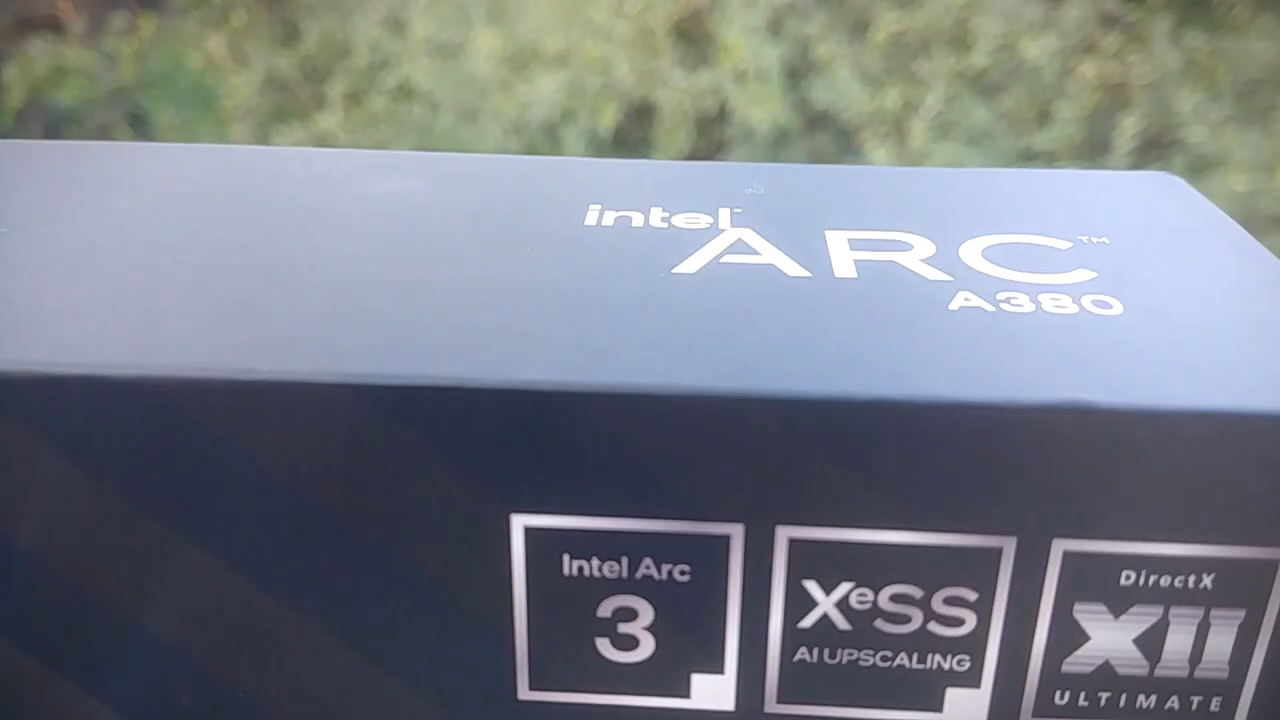 intel
ARC™
A380
Intel Arc
3
XeSS
AI UPSCALING
DirectX
XII
ULTIMATE